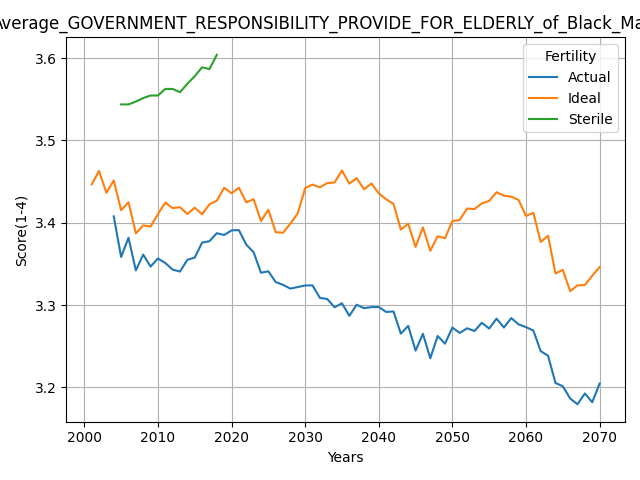 verage_GOVERNMENT_RESPONSIBILITY_PROVIDE_FOR_ELDERLY_of_Black_Ma
Fertility
Actual
Ideal
Sterile
3.6
3.5
3.4
3.3
3.2
Score(1-4)
2000 2010 2020 2030 2040 2050 2060 2070
Years